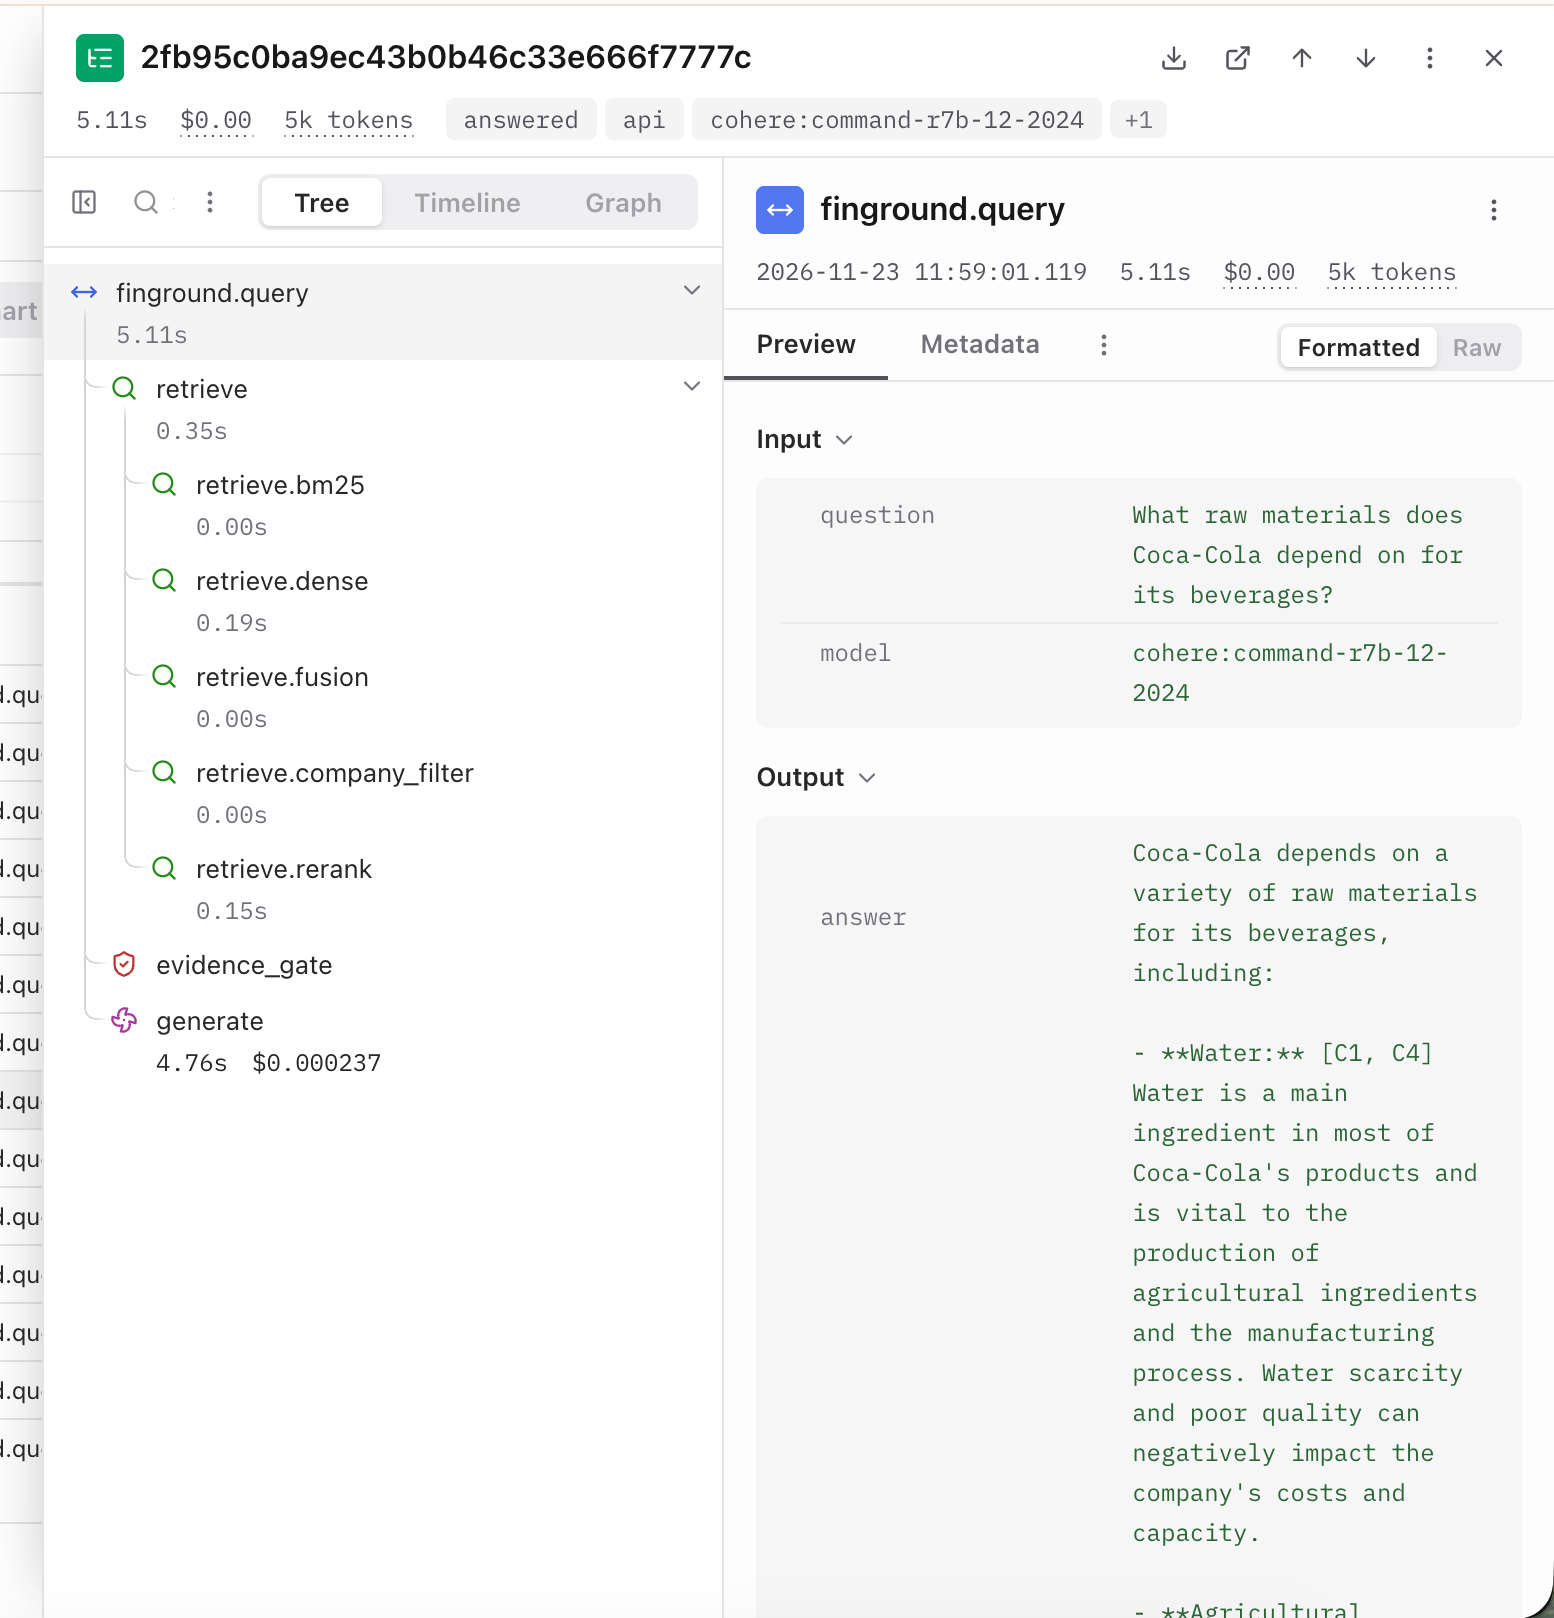 2fb95c0ba9ec43b0b46c33e666f7777c
5.11s $0.00 5k tokens answered api cohere:command-r7b-12-2024 +1
Tree Timeline Graph
finground.query
5.11s
retrieve
0.35s
retrieve.bm25
0.00s
retrieve.dense
0.19s
retrieve.fusion
0.00s
retrieve.company_filter
0.00s
retrieve.rerank
0.15s
evidence_gate
generate
4.76s $0.000237
finground.query
2026-11-23 11:59:01.119 5.11s $0.00 5k tokens
Preview Metadata Formatted Raw
Input
question What raw materials does
Coca-Cola depend on for
its beverages?
model cohere:command-r7b-12-
2024
Output
Coca-Cola depends on a
variety of raw materials
answer for its beverages,
including:
- **Water:** [C1, C4]
Water is a main
ingredient in most of
Coca-Cola's products and
is vital to the
production of
agricultural ingredients
and the manufacturing
process. Water scarcity
and poor quality can
negatively impact the
company's costs and
capacity.
- **Agricultural